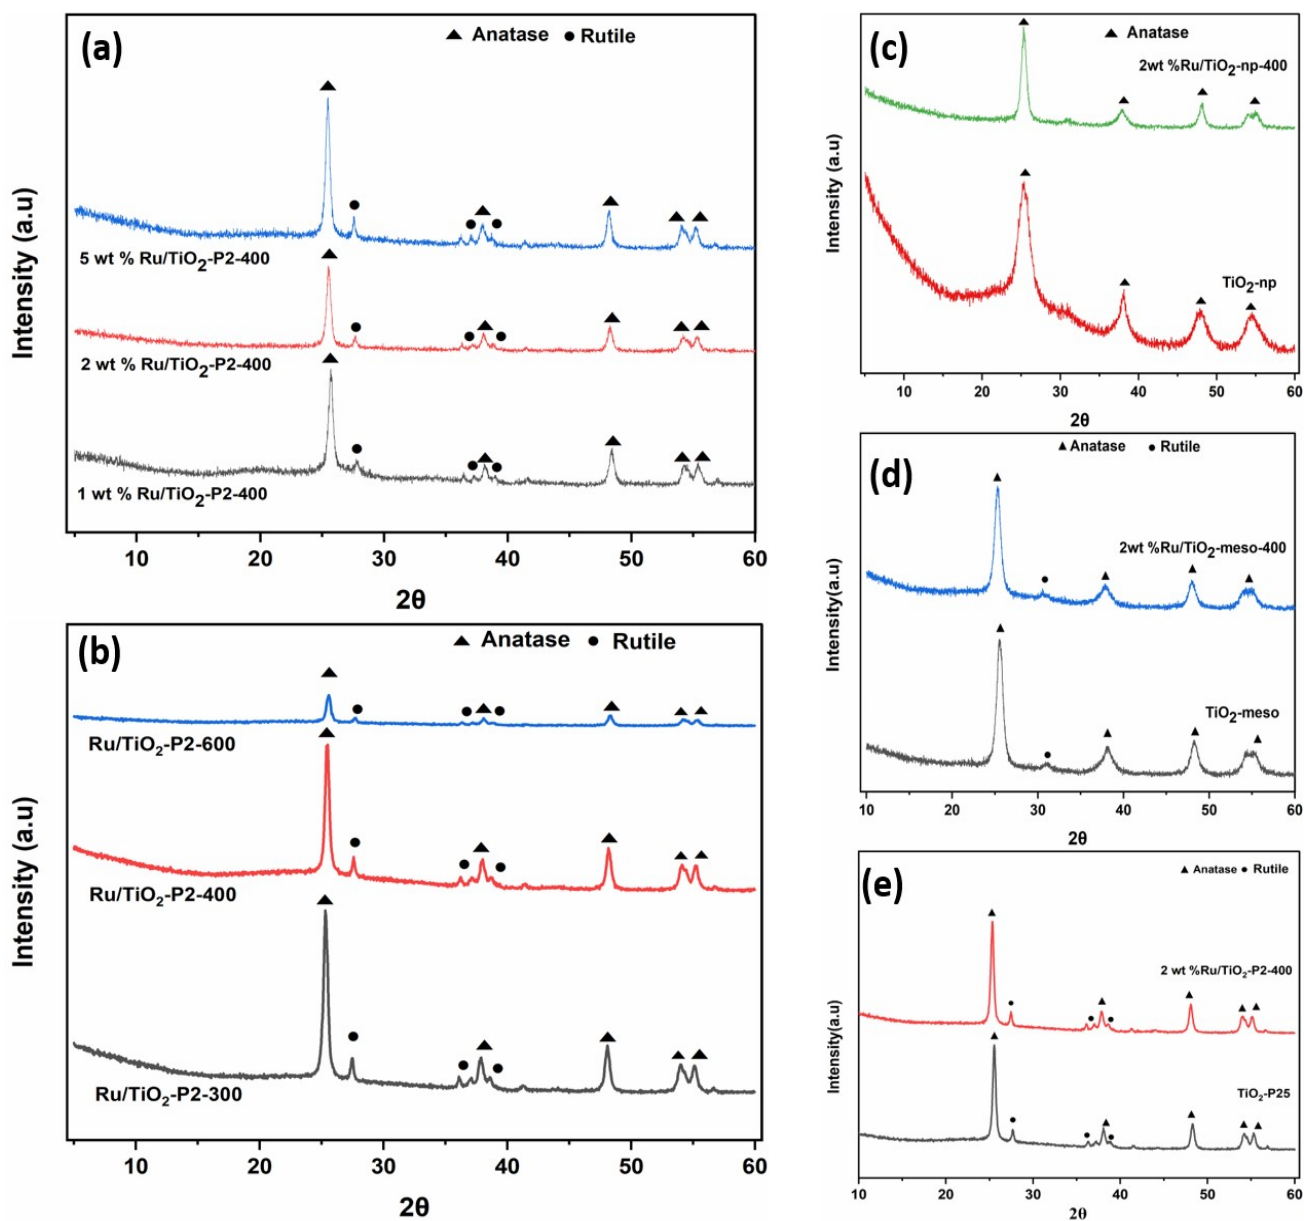 (a)
▲ Anatase ● Rutile
Intensity (a.u)
5 wt % Ru/TiO2-P2-400
2 wt % Ru/TiO2-P2-400
1 wt % Ru/TiO2-P2-400
10 20 30 40 50 60
2θ
(b)
▲ Anatase ● Rutile
Intensity (a.u)
Ru/TiO2-P2-600
Ru/TiO2-P2-400
Ru/TiO2-P2-300
10 20 30 40 50 60
2θ
(c)
▲ Anatase
2wt %Ru/TiO2-np-400
Intensity (a.u)
TiO2-np
10 20 30 40 50 60
2θ
(d)
▲ Anatase ● Rutile
2wt %Ru/TiO2-meso-400
Intensity(a.u)
TiO2-meso
10 20 30 40 50 60
2θ
(e)
▲ Anatase ● Rutile
2 wt %Ru/TiO2-P2-400
Intensity(a.u)
TiO2-P25
10 20 30 40 50 60
2θ